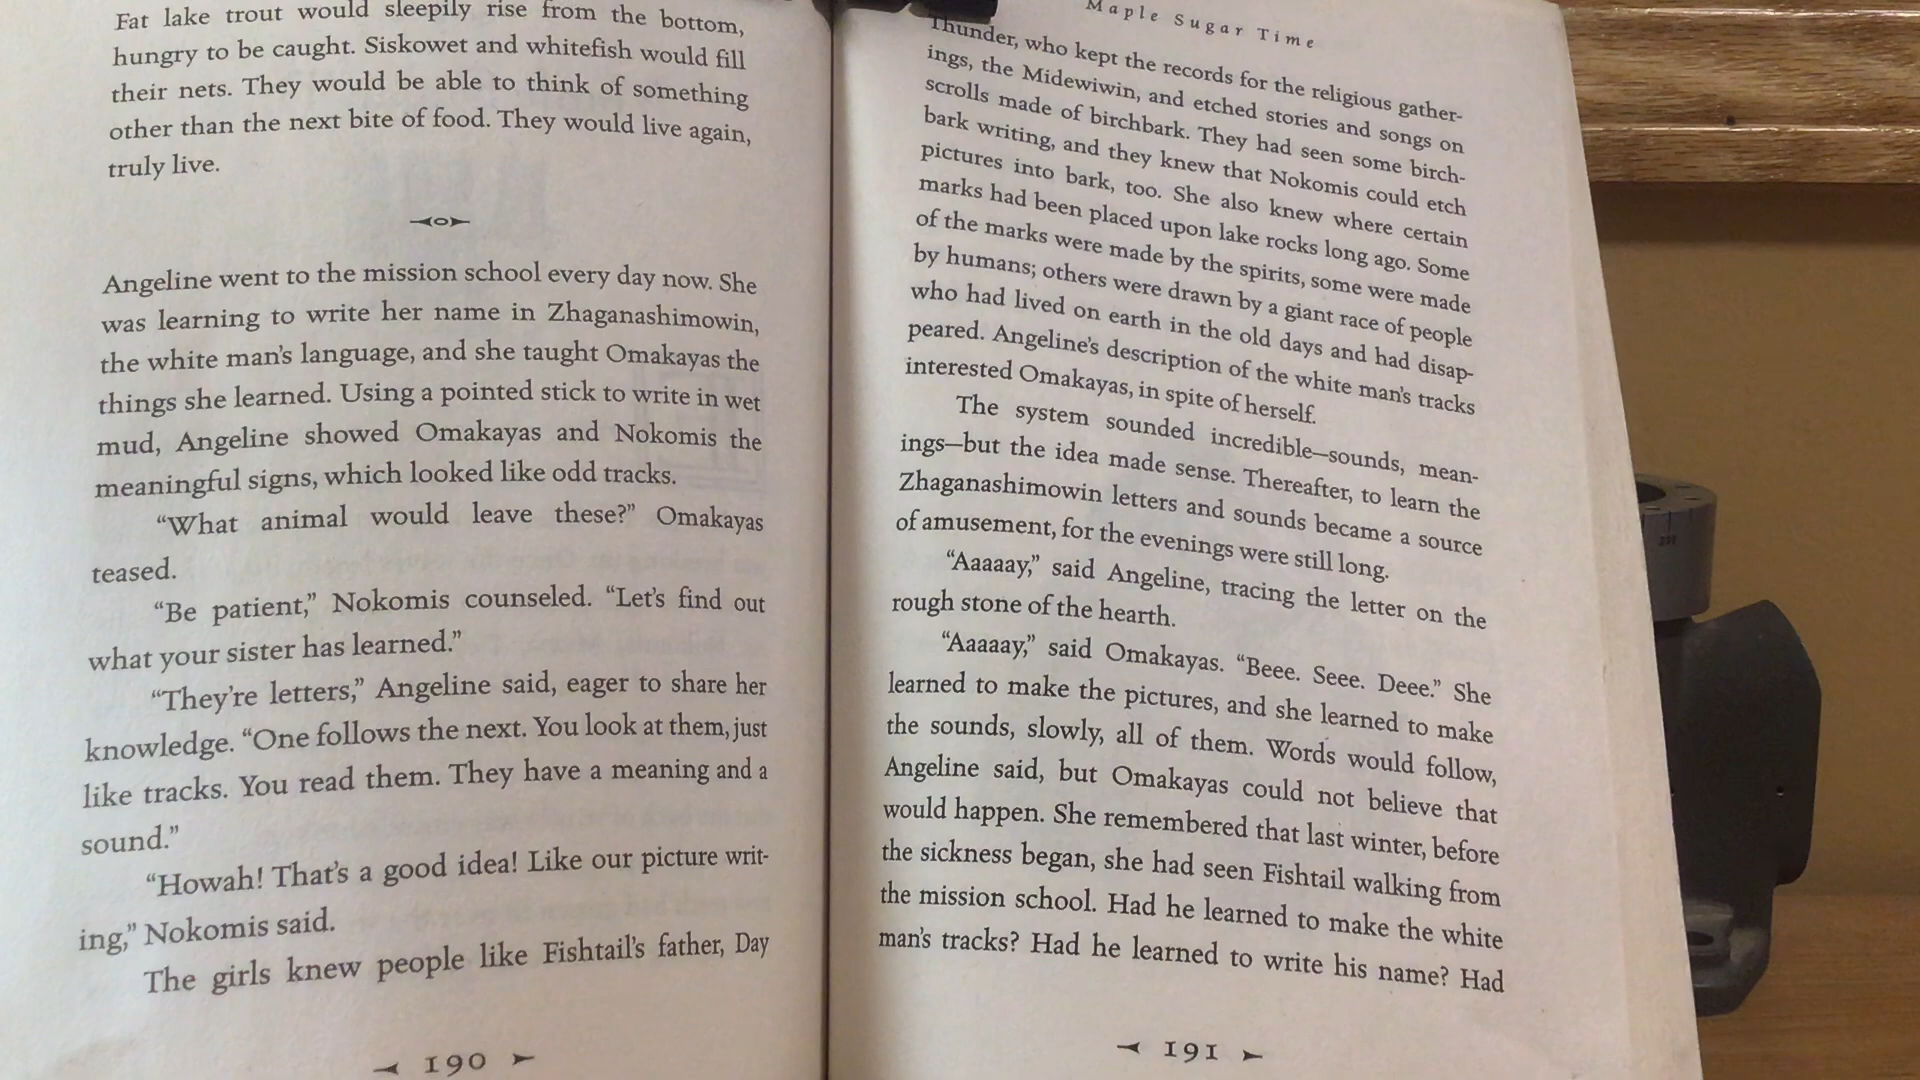 Fat lake trout would sleepily rise from the bottom,
hungry to be caught. Siskowet and whitefish would fill
their nets. They would be able to think of something
other than the next bite of food. They would live again,
truly live.
Angeline went to the mission school every day now. She
was learning to write her name in Zhaganashimowin,
the white man's language, and she taught Omakayas the
things she learned. Using a pointed stick to write in wet
mud, Angeline showed Omakayas and Nokomis the
meaningful signs, which looked like odd tracks.
“What animal would leave these?” Omakayas
teased.
“Be patient,” Nokomis counseled. “Let's find out
what your sister has learned.”
“They're letters,” Angeline said, eager to share her
knowledge. “One follows the next. You look at them, just
like tracks. You read them. They have a meaning and a
sound.”
“Howah! That's a good idea! Like our picture writ-
ing,” Nokomis said.
The girls knew people like Fishtail's father, Day
190
Maple Sugar Time
Thunder, who kept the records for the religious gather-
ings, the Midewiwin, and etched stories and songs on
scrolls made of birchbark. They had seen some birch-
bark writing, and they knew that Nokomis could etch
pictures into bark, too. She also knew where certain
marks had been placed upon lake rocks long ago. Some
of the marks were made by the spirits, some were made
by humans; others were drawn by a giant race of people
who had lived on earth in the old days and had disap-
peared. Angeline's description of the white man's tracks
interested Omakayas, in spite of herself.
The system sounded incredible—sounds, mean-
ings—but the idea made sense. Thereafter, to learn the
Zhaganashimowin letters and sounds became a source
of amusement, for the evenings were still long.
“Aaaaay,” said Angeline, tracing the letter on the
rough stone of the hearth.
“Aaaaay,” said Omakayas. “Beee. Seee. Deee.” She
learned to make the pictures, and she learned to make
the sounds, slowly, all of them. Words would follow,
Angeline said, but Omakayas could not believe that
would happen. She remembered that last winter, before
the sickness began, she had seen Fishtail walking from
the mission school. Had he learned to make the white
man's tracks? Had he learned to write his name? Had
191